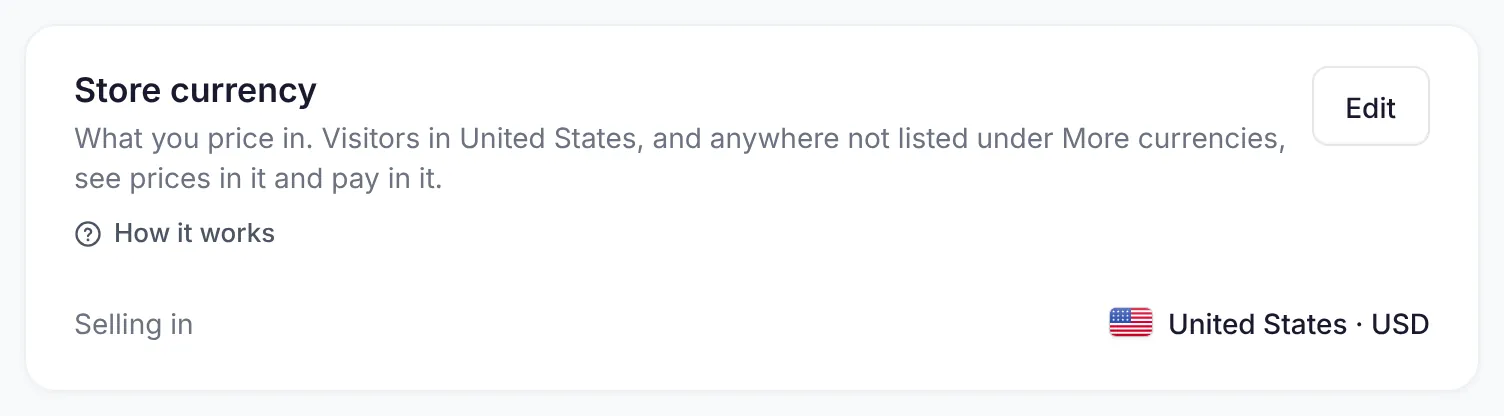 Store currency
Edit
What you price in. Visitors in United States, and anywhere not listed under More currencies,
see prices in it and pay in it.
How it works
Selling in
United States · USD